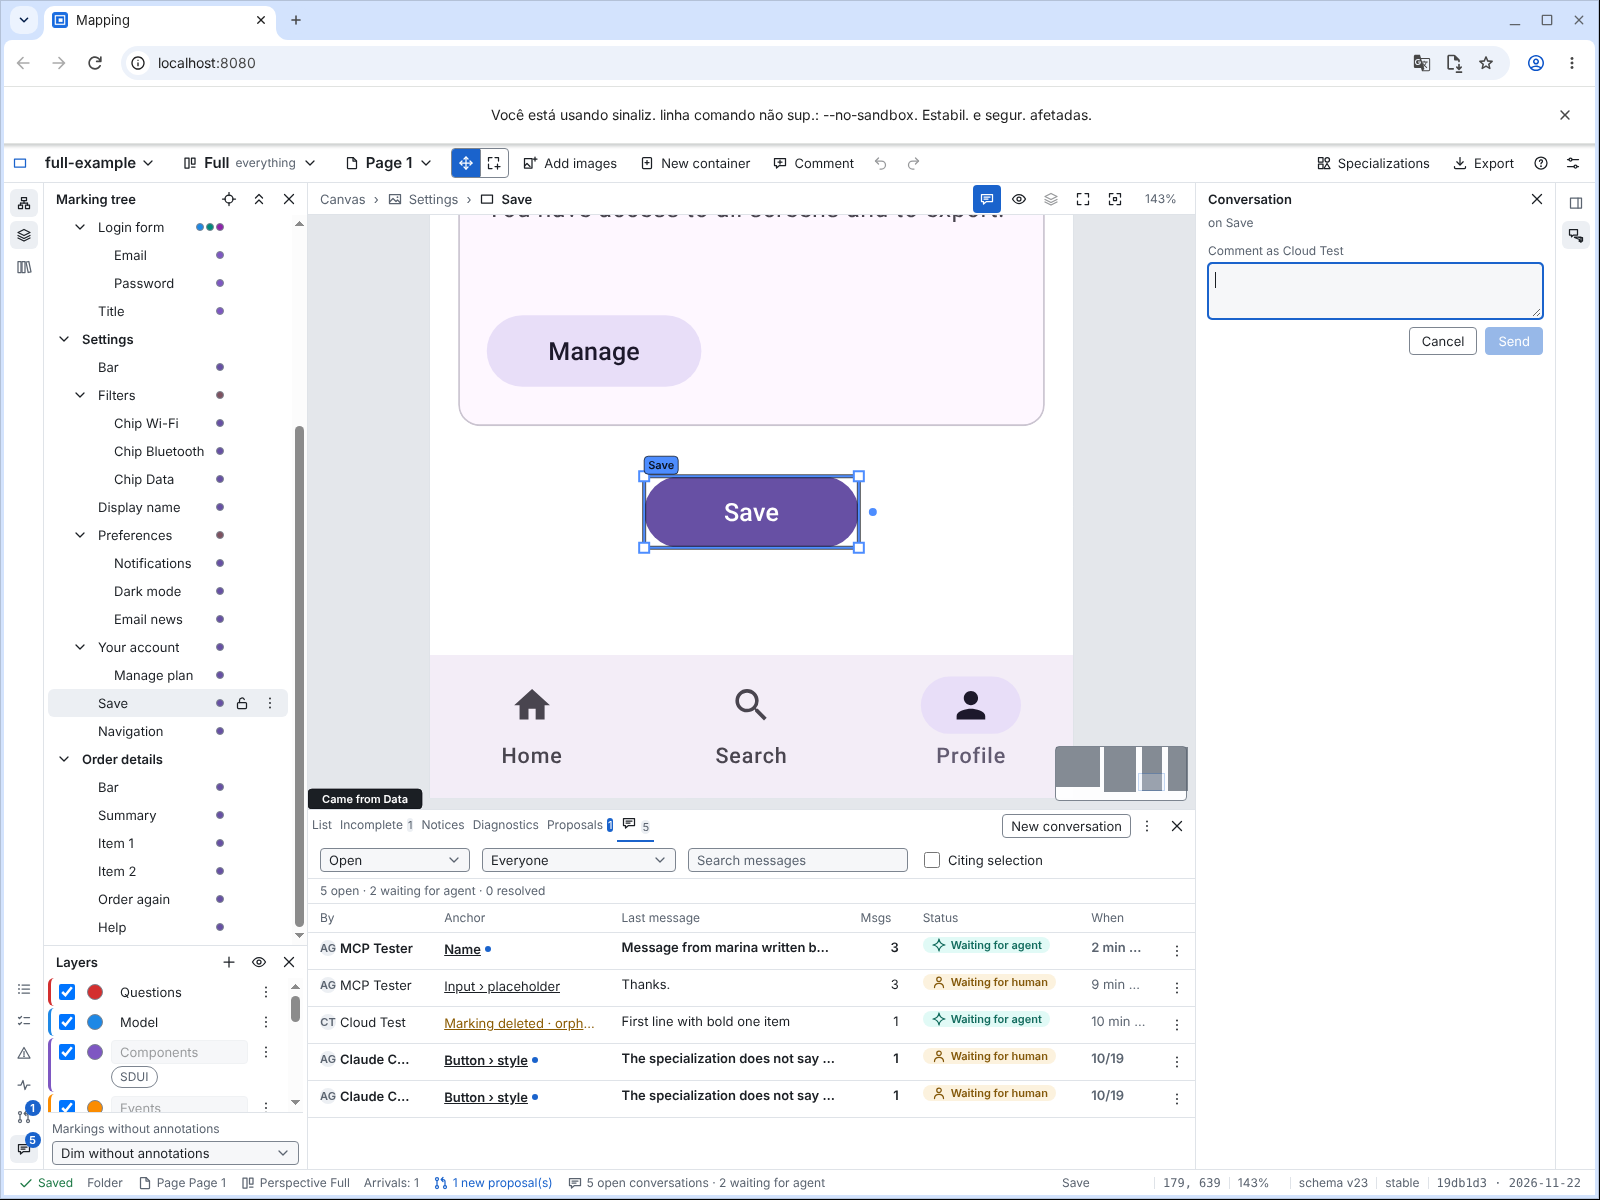 Mapping
localhost:8080
Você está usando sinaliz. linha comando não sup.: --no-sandbox. Estabil. e segur. afetadas.
full-example
Full everything
Page 1
Add images
New container
Comment
Specializations
Export
Marking tree
Login form
Email
Password
Title
Settings
Bar
Filters
Chip Wi-Fi
Chip Bluetooth
Chip Data
Display name
Preferences
Notifications
Dark mode
Email news
Your account
Manage plan
Save
Navigation
Order details
Bar
Summary
Item 1
Item 2
Order again
Help
Layers
Questions
Model
Components
SDUI
Events
Markings without annotations
Dim without annotations
1
5
Canvas › Settings › Save
143%
You have access to all screens and to export.
Manage
Save
Save
Home
Search
Profile
Came from Data
List
Incomplete 1
Notices
Diagnostics
Proposals 1
5
New conversation
Open
Everyone
Search messages
Citing selection
5 open · 2 waiting for agent · 0 resolved
By Anchor Last message Msgs Status When
AG MCP Tester Name Message from marina written b... 3 Waiting for agent 2 min ...
AG MCP Tester Input › placeholder Thanks. 3 Waiting for human 9 min ...
CT Cloud Test Marking deleted · orph... First line with bold one item 1 Waiting for agent 10 min ...
AG Claude C... Button › style The specialization does not say ... 1 Waiting for human 10/19
AG Claude C... Button › style The specialization does not say ... 1 Waiting for human 10/19
Conversation
on Save
Comment as Cloud Test
Cancel
Send
Saved
Folder
Page Page 1
Perspective Full
Arrivals: 1
1 new proposal(s)
5 open conversations · 2 waiting for agent
Save
179, 639
143%
schema v23
stable
19db1d3 · 2026-11-22